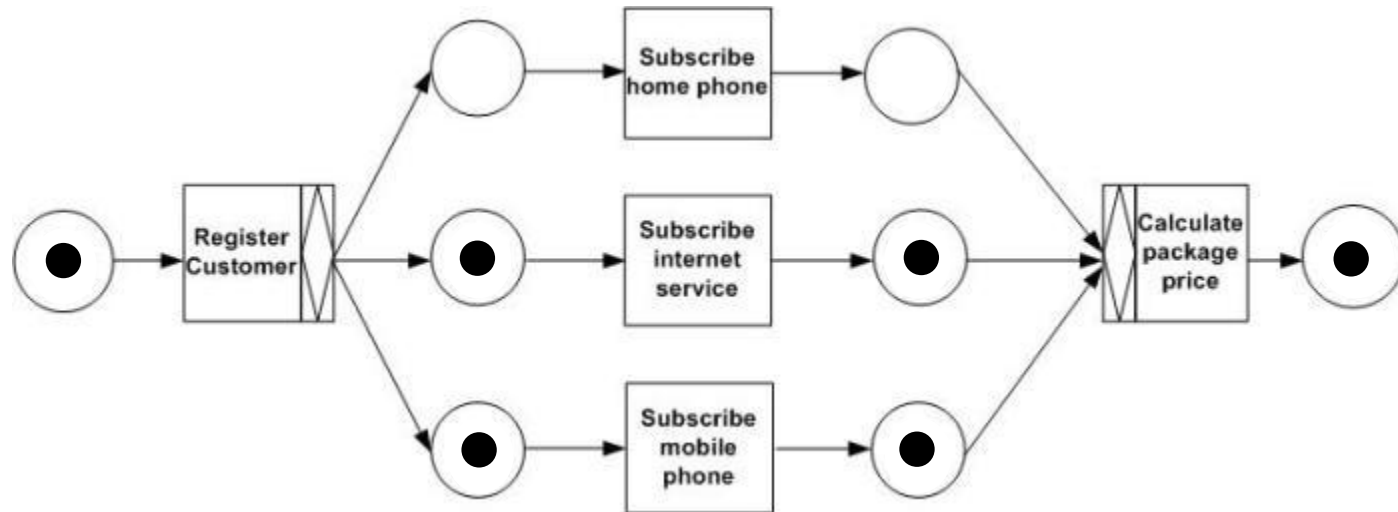 Subscribe
home phone
Register
Customer
Subscribe
internet
service
Calculate
package
price
Subscribe
mobile
phone